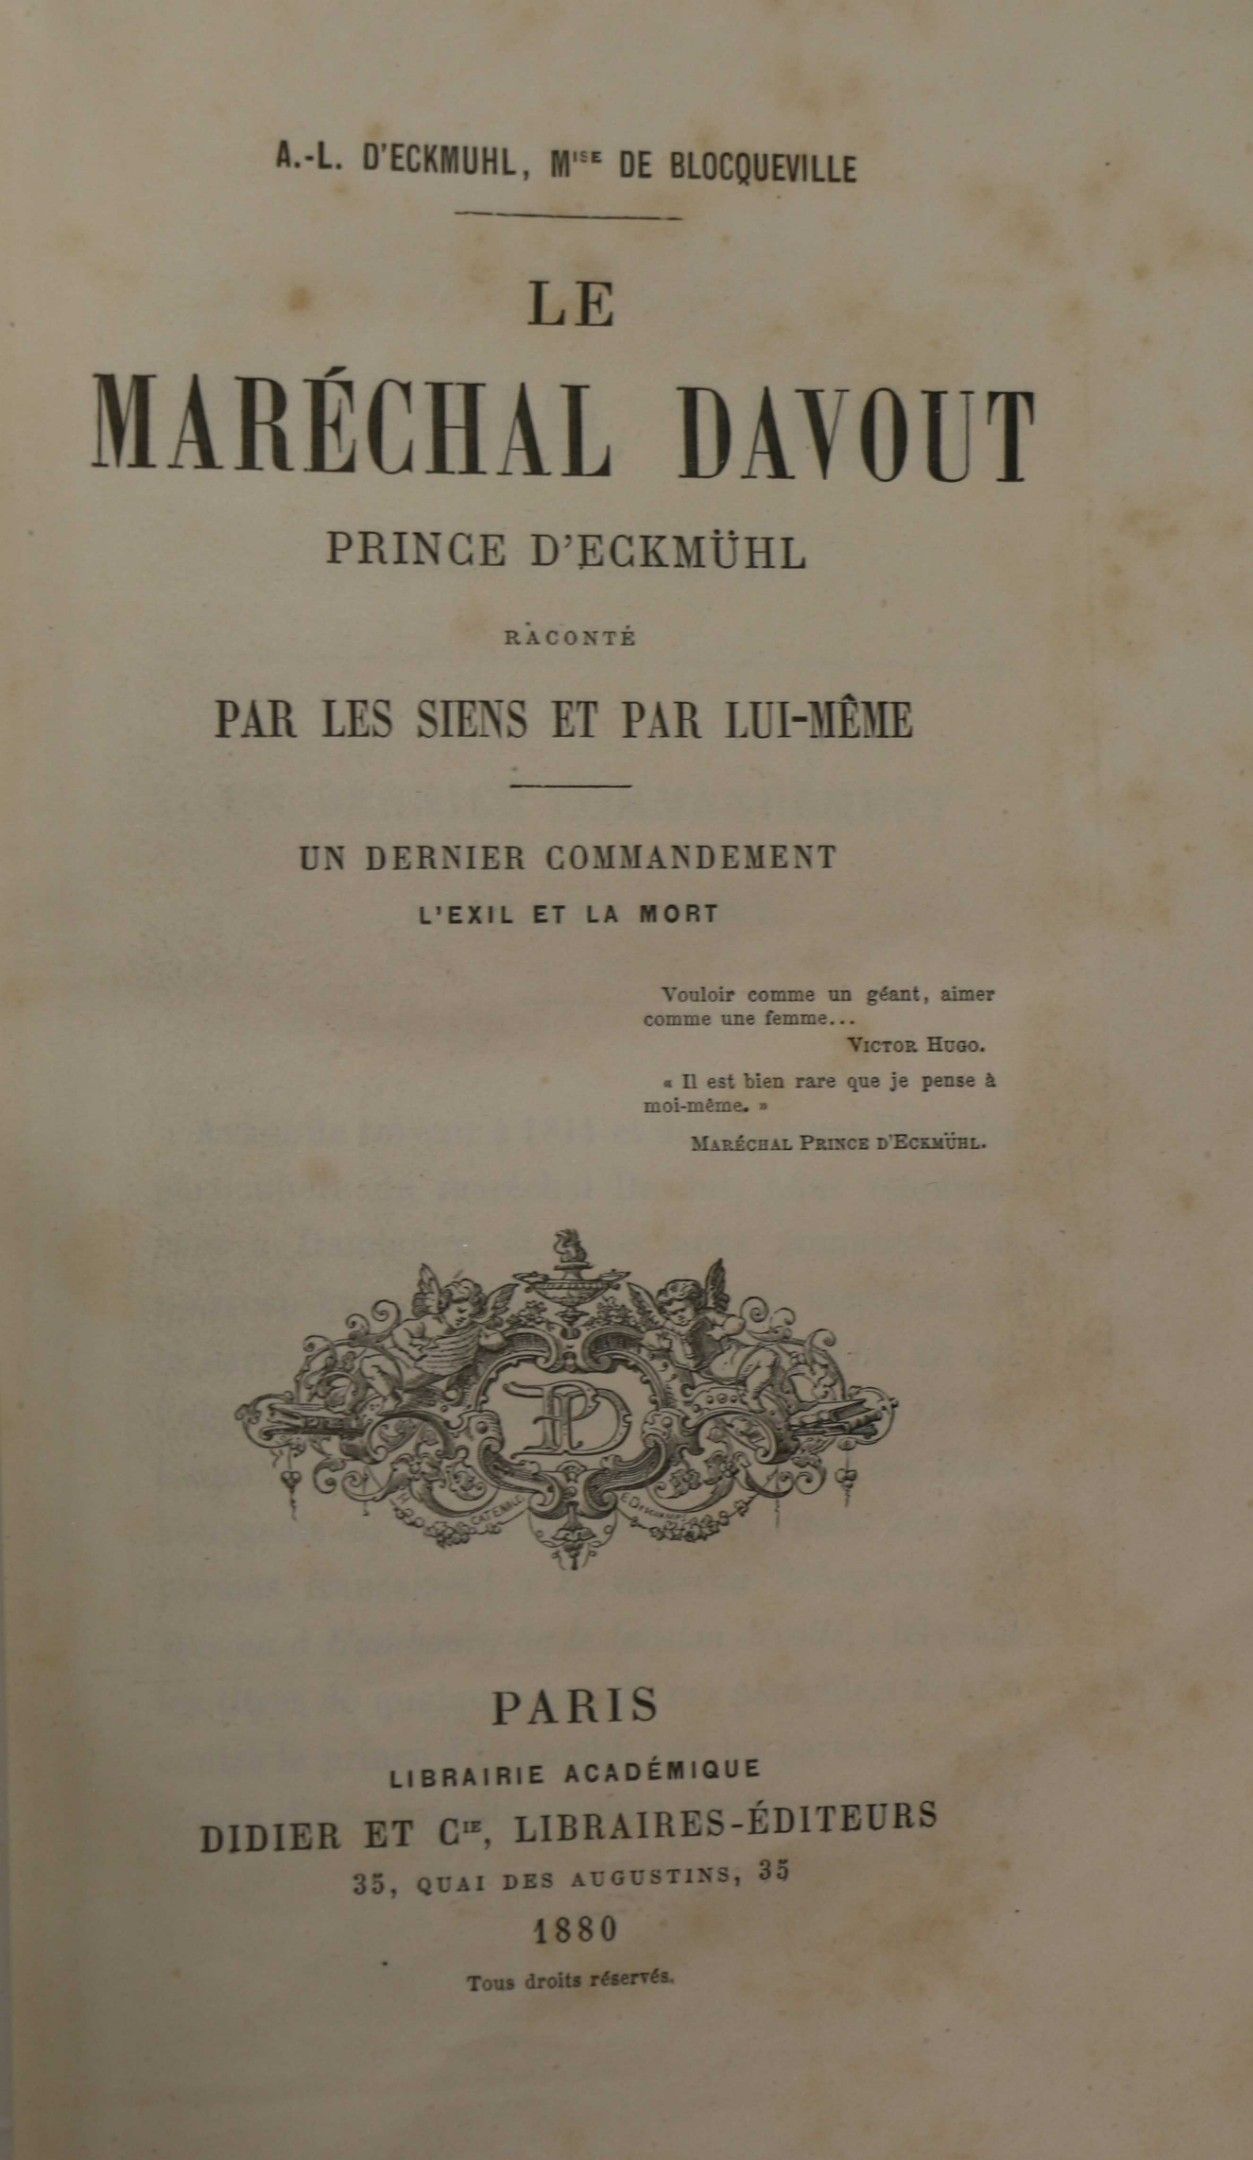 A.-L. D'ECKMUHL, MISE DE BLOCQUEVILLE
LE
MARÉCHAL DAVOUT
PRINCE D'ECKMÜHL
RACONTÉ
PAR LES SIENS ET PAR LUI-MÊME
UN DERNIER COMMANDEMENT
L'EXIL ET LA MORT
Vouloir comme un géant, aimer
comme une femme...
VICTOR HUGO.
« Il est bien rare que je pense à
moi-même. »
MARÉCHAL PRINCE D'ECKMÜHL.
PARIS
LIBRAIRIE ACADÉMIQUE
DIDIER ET CIE, LIBRAIRES-ÉDITEURS
35, QUAI DES AUGUSTINS, 35
1880
Tous droits réservés.